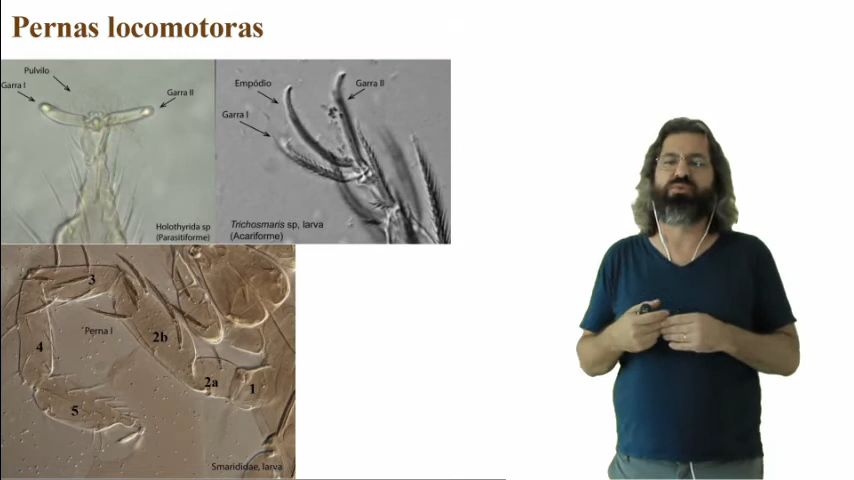 Pernas locomotoras
Pulvilo
Garra I
Garra II
Holothyrida sp
(Parasitiforme)
Empódio
Garra II
Garra I
Trichosmaris sp, larva
(Acariforme)
3
Perna I
2b
4
2a
1
5
Smarididae, larva